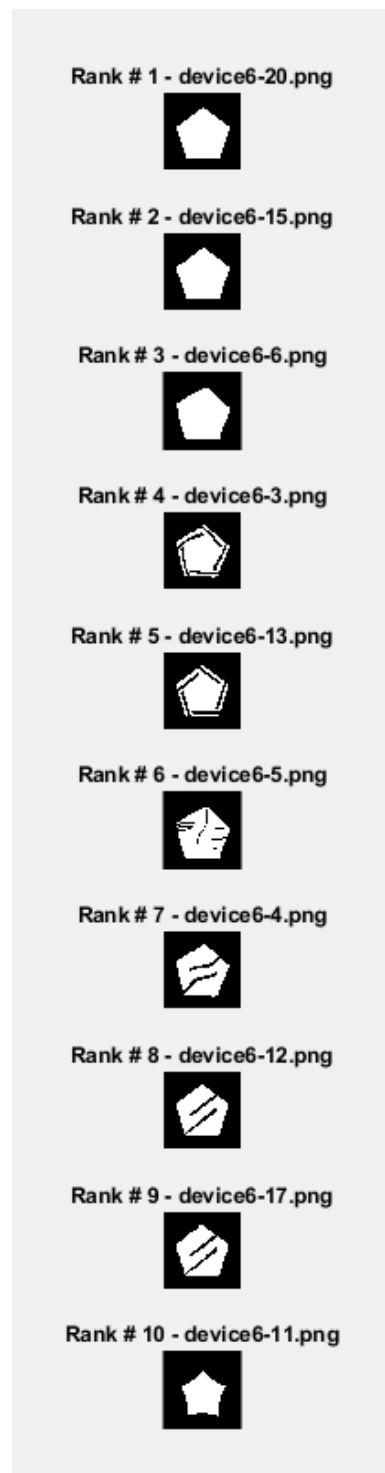 Rank # 1 - device6-20.png
Rank # 2 - device6-15.png
Rank # 3 - device6-6.png
Rank # 4 - device6-3.png
Rank # 5 - device6-13.png
Rank # 6 - device6-5.png
Rank # 7 - device6-4.png
Rank # 8 - device6-12.png
Rank # 9 - device6-17.png
Rank # 10 - device6-11.png